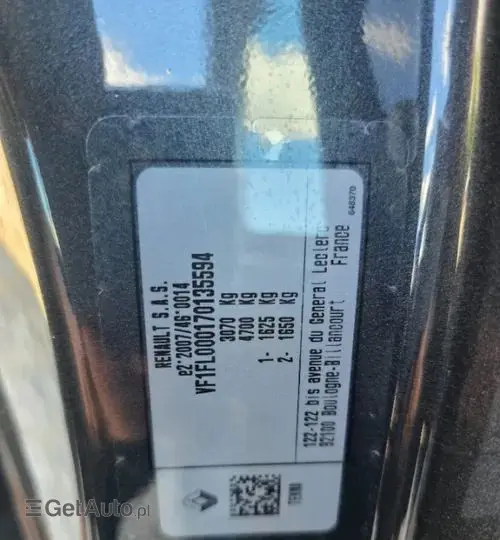 RENAULT S.A.S.
e2*2007/46*0014
VF1FL000170135594
3070 Kg
4700 Kg
1- 1625 Kg
2- 1650 Kg
122-122 bis avenue du General Leclerc
92100 Boulogne-Billancourt France
648370
GetAuto.pl